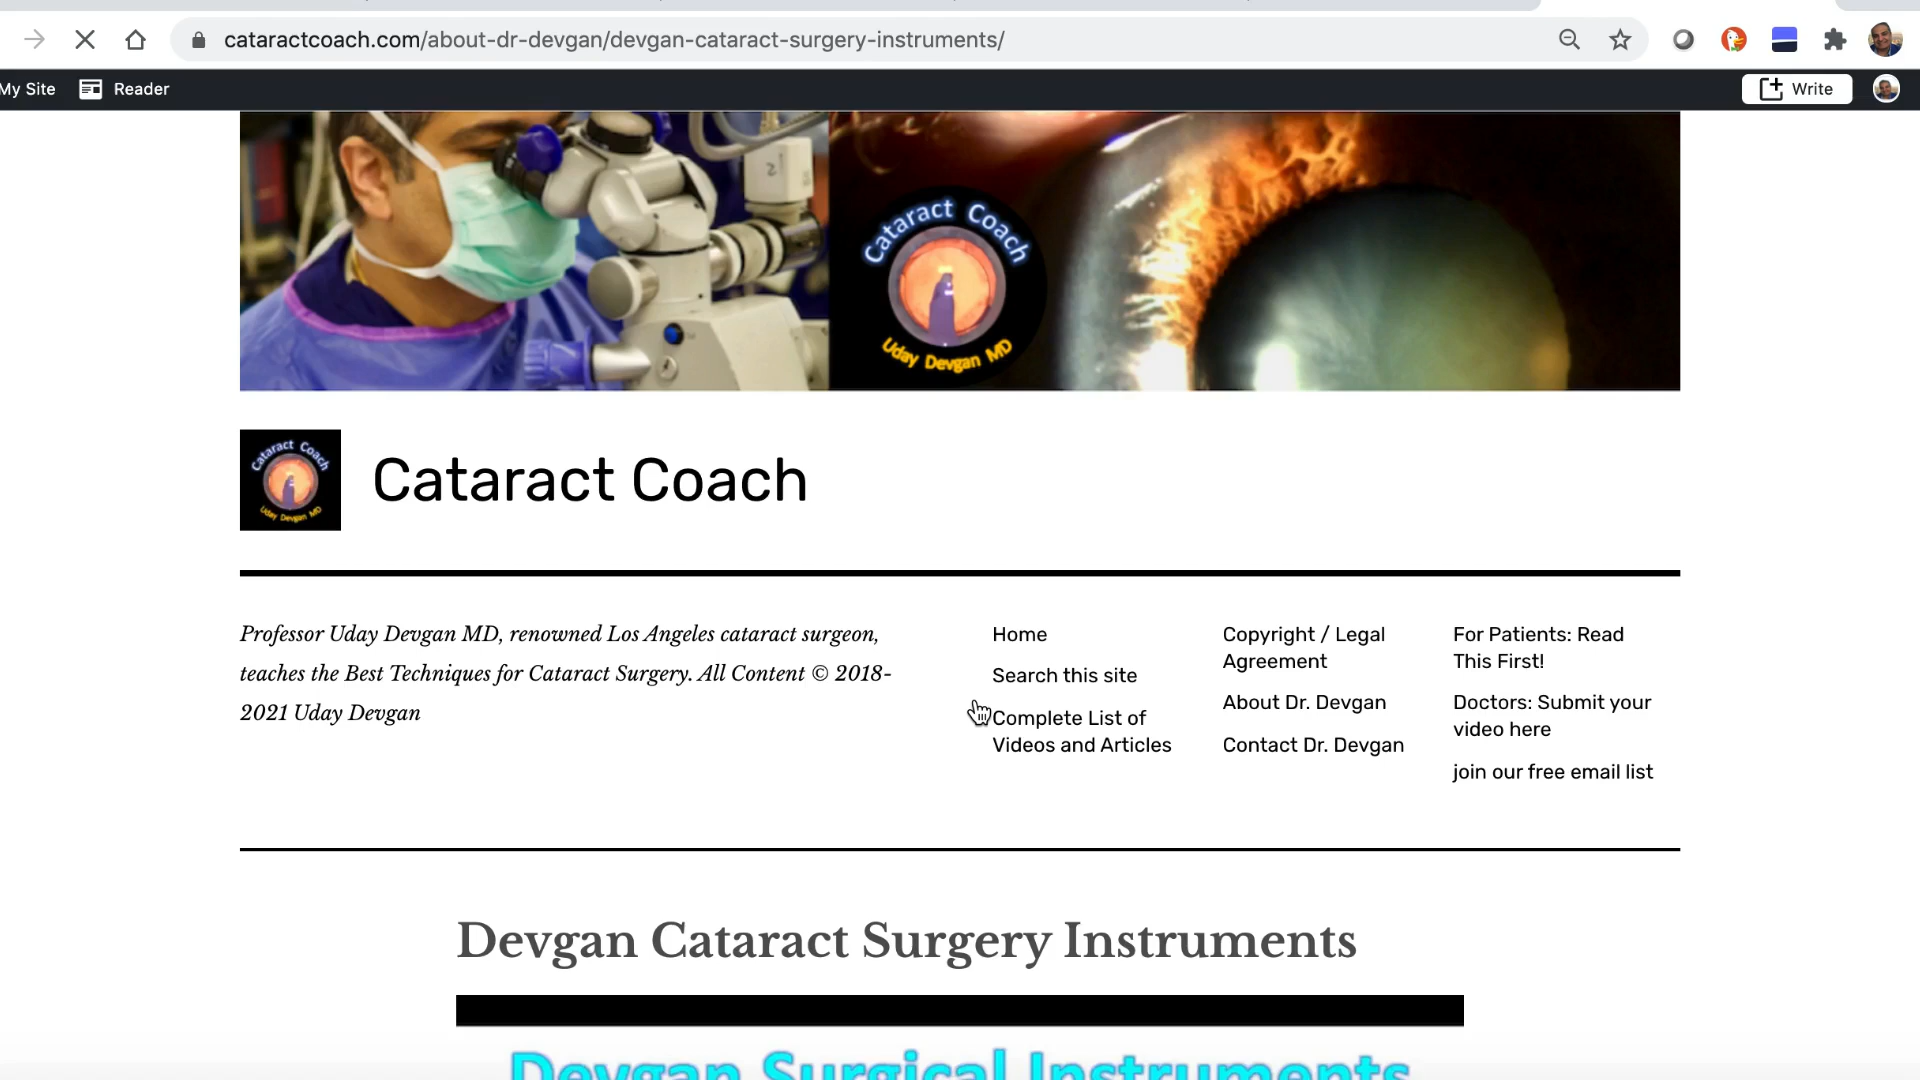 cataractcoach.com/about-dr-devgan/devgan-cataract-surgery-instruments/
My Site
Reader
Write
2
Cataract Coach
Uday Devgan MD
Cataract Coach
Uday Devgan MD
Cataract Coach
Professor Uday Devgan MD, renowned Los Angeles cataract surgeon,
teaches the Best Techniques for Cataract Surgery. All Content © 2018-
2021 Uday Devgan
Home
Search this site
Complete List of
Videos and Articles
Copyright / Legal
Agreement
About Dr. Devgan
Contact Dr. Devgan
For Patients: Read
This First!
Doctors: Submit your
video here
join our free email list
Devgan Cataract Surgery Instruments
Devgan Surgical Instruments